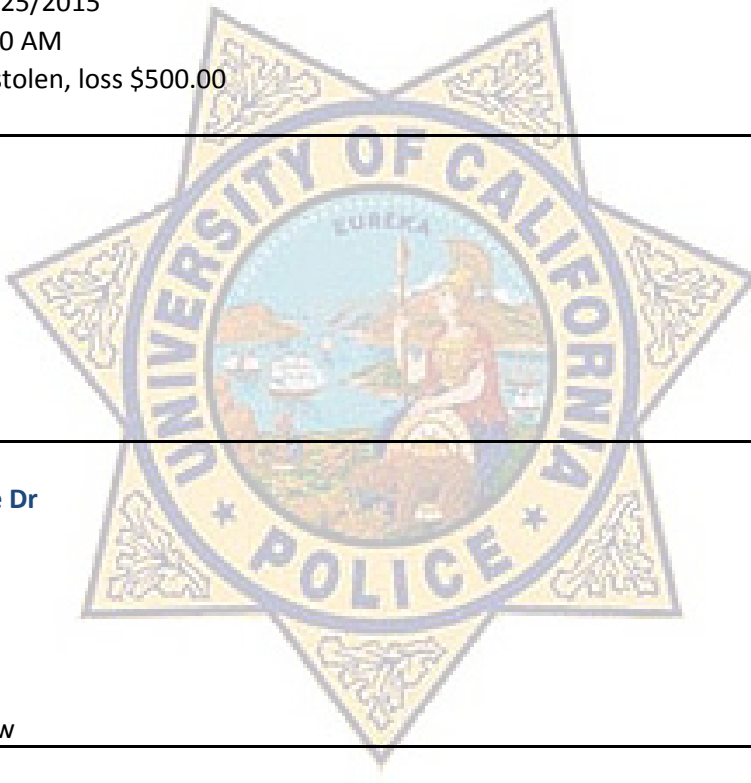 25/2015
0 AM
stolen, loss $500.00
UNIVERSITY OF CALIFORNIA
EUREKA
e Dr
* POLICE *
w